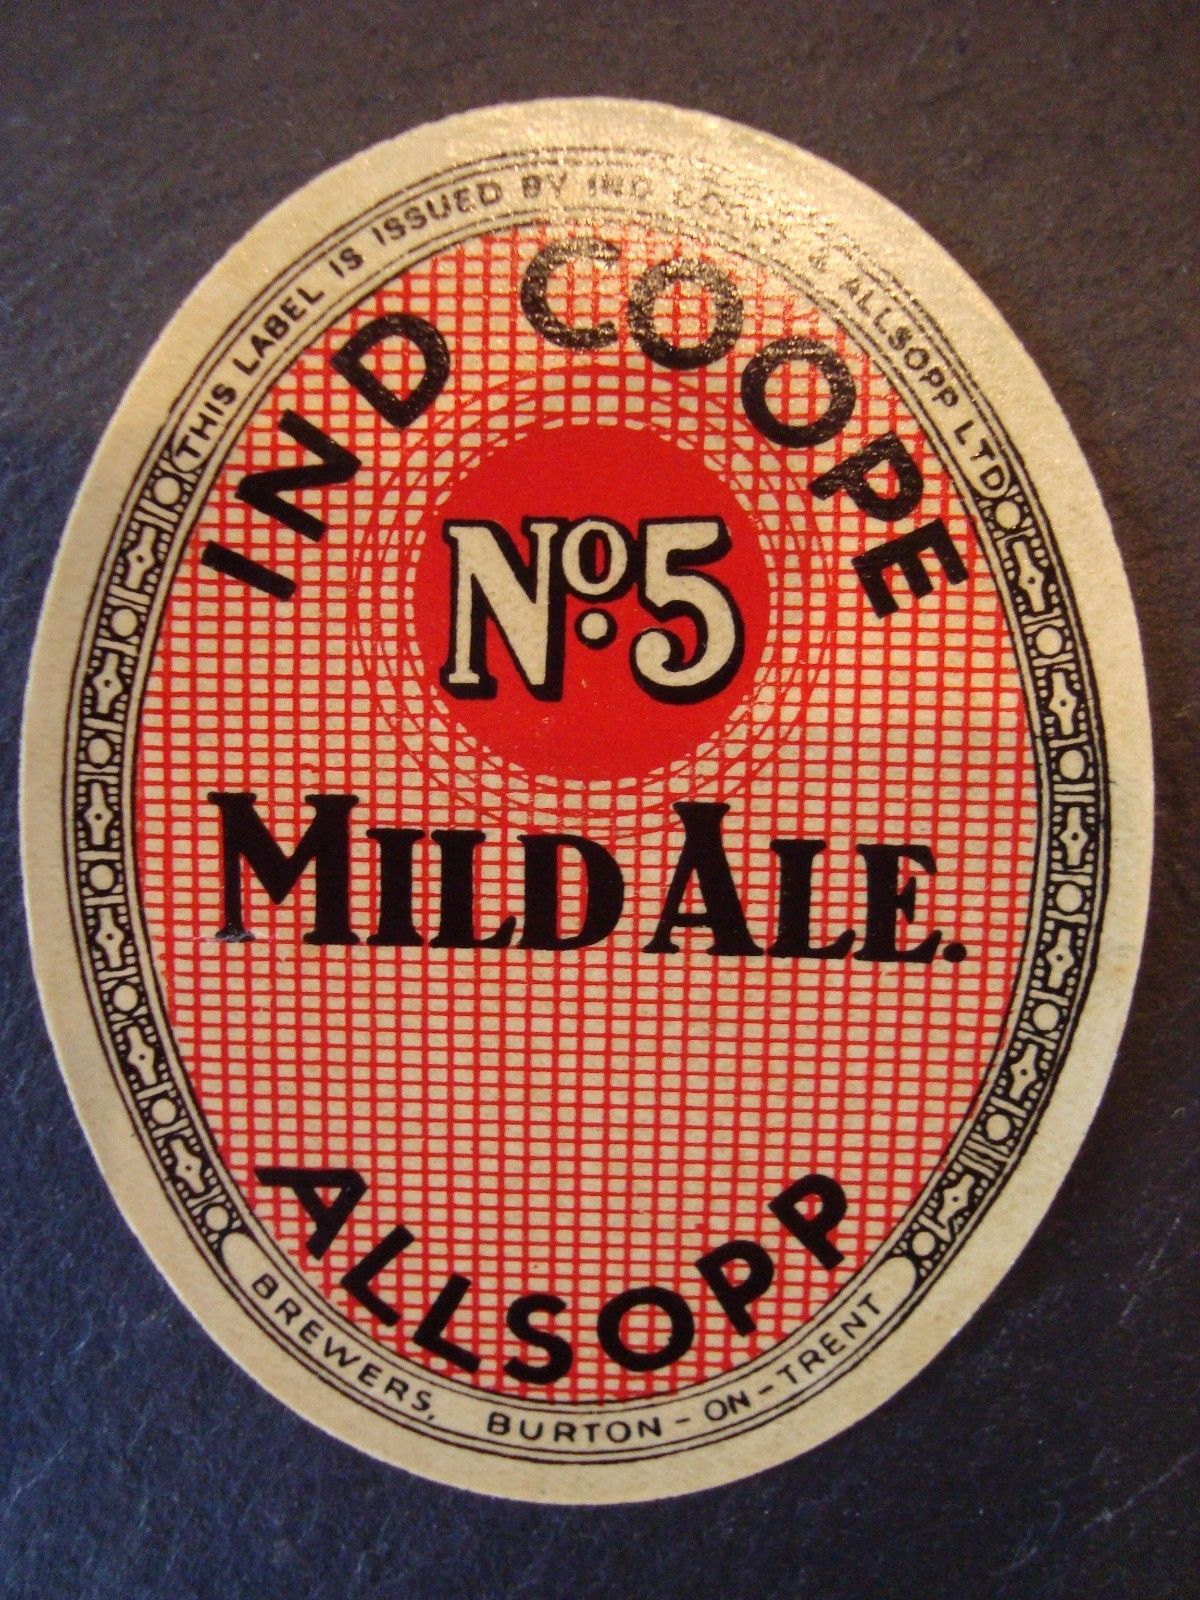 THIS LABEL IS ISSUED BY IND COOPE & ALLSOPP LTD
IND COOPE
No. 5
MILD ALE.
ALLSOPP
BREWERS, BURTON-ON-TRENT